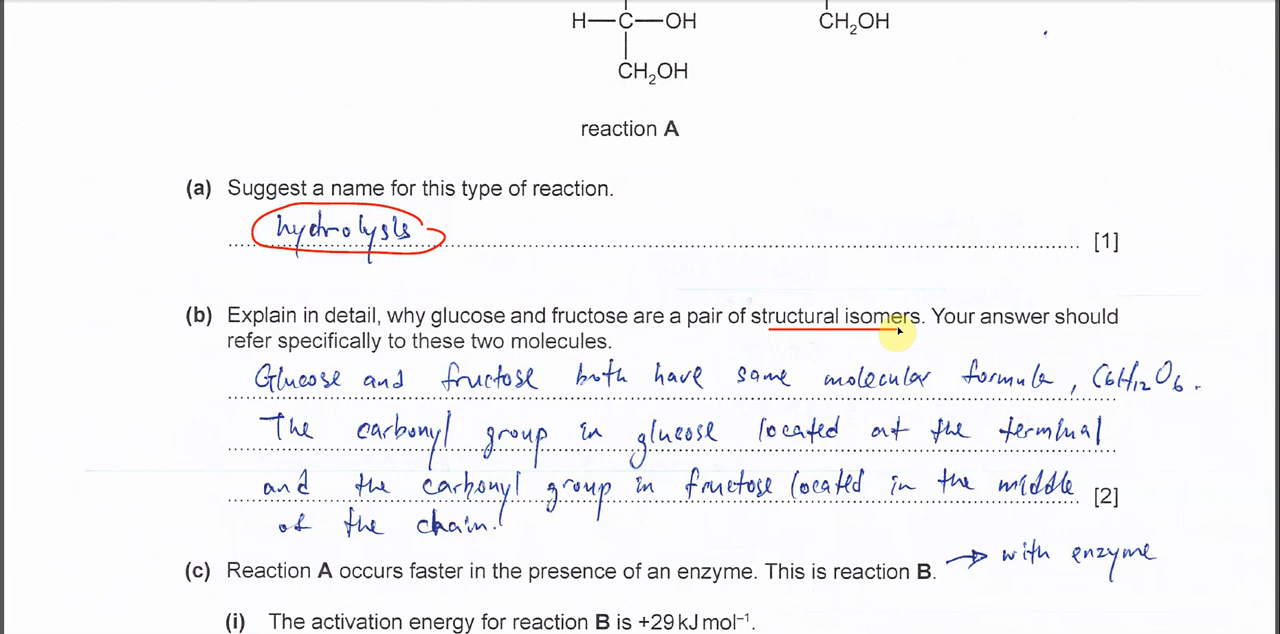 H—C—OH CH₂OH
CH₂OH
reaction A
(a) Suggest a name for this type of reaction.
hydrolysis
[1]
(b) Explain in detail, why glucose and fructose are a pair of structural isomers. Your answer should
refer specifically to these two molecules.
Glucose and fructose both have same molecular formula, C6H12O6.
The carbonyl group in glucose located at the terminal
and the carbonyl group in fructose located in the middle [2]
of the chain.
→ with enzyme
(c) Reaction A occurs faster in the presence of an enzyme. This is reaction B.
(i) The activation energy for reaction B is +29 kJ mol⁻¹.